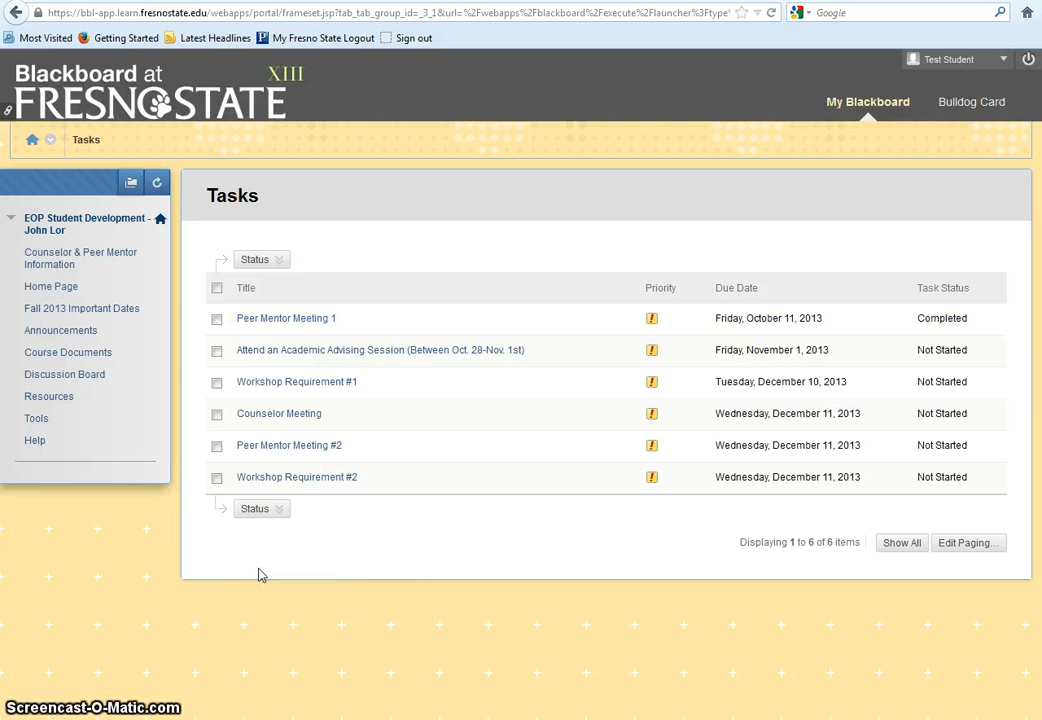 https://bbl-app.learn.fresnostate.edu/webapps/portal/frameset.jsp?tab_tab_group_id=_3_1&url=%2Fwebapps%2Fblackboard%2Fexecute%2Flauncher%3Ftype' Google
Most Visited Getting Started Latest Headlines My Fresno State Logout Sign out
Blackboard at XIII
FRESNO STATE
Test Student
My Blackboard Bulldog Card
Tasks
EOP Student Development -
John Lor
Counselor & Peer Mentor
Information
Home Page
Fall 2013 Important Dates
Announcements
Course Documents
Discussion Board
Resources
Tools
Help
Tasks
Status
Title Priority Due Date Task Status
Peer Mentor Meeting 1 ! Friday, October 11, 2013 Completed
Attend an Academic Advising Session (Between Oct. 28-Nov. 1st) ! Friday, November 1, 2013 Not Started
Workshop Requirement #1 ! Tuesday, December 10, 2013 Not Started
Counselor Meeting ! Wednesday, December 11, 2013 Not Started
Peer Mentor Meeting #2 ! Wednesday, December 11, 2013 Not Started
Workshop Requirement #2 ! Wednesday, December 11, 2013 Not Started
Status
Displaying 1 to 6 of 6 items Show All Edit Paging...
Screencast-O-Matic.com